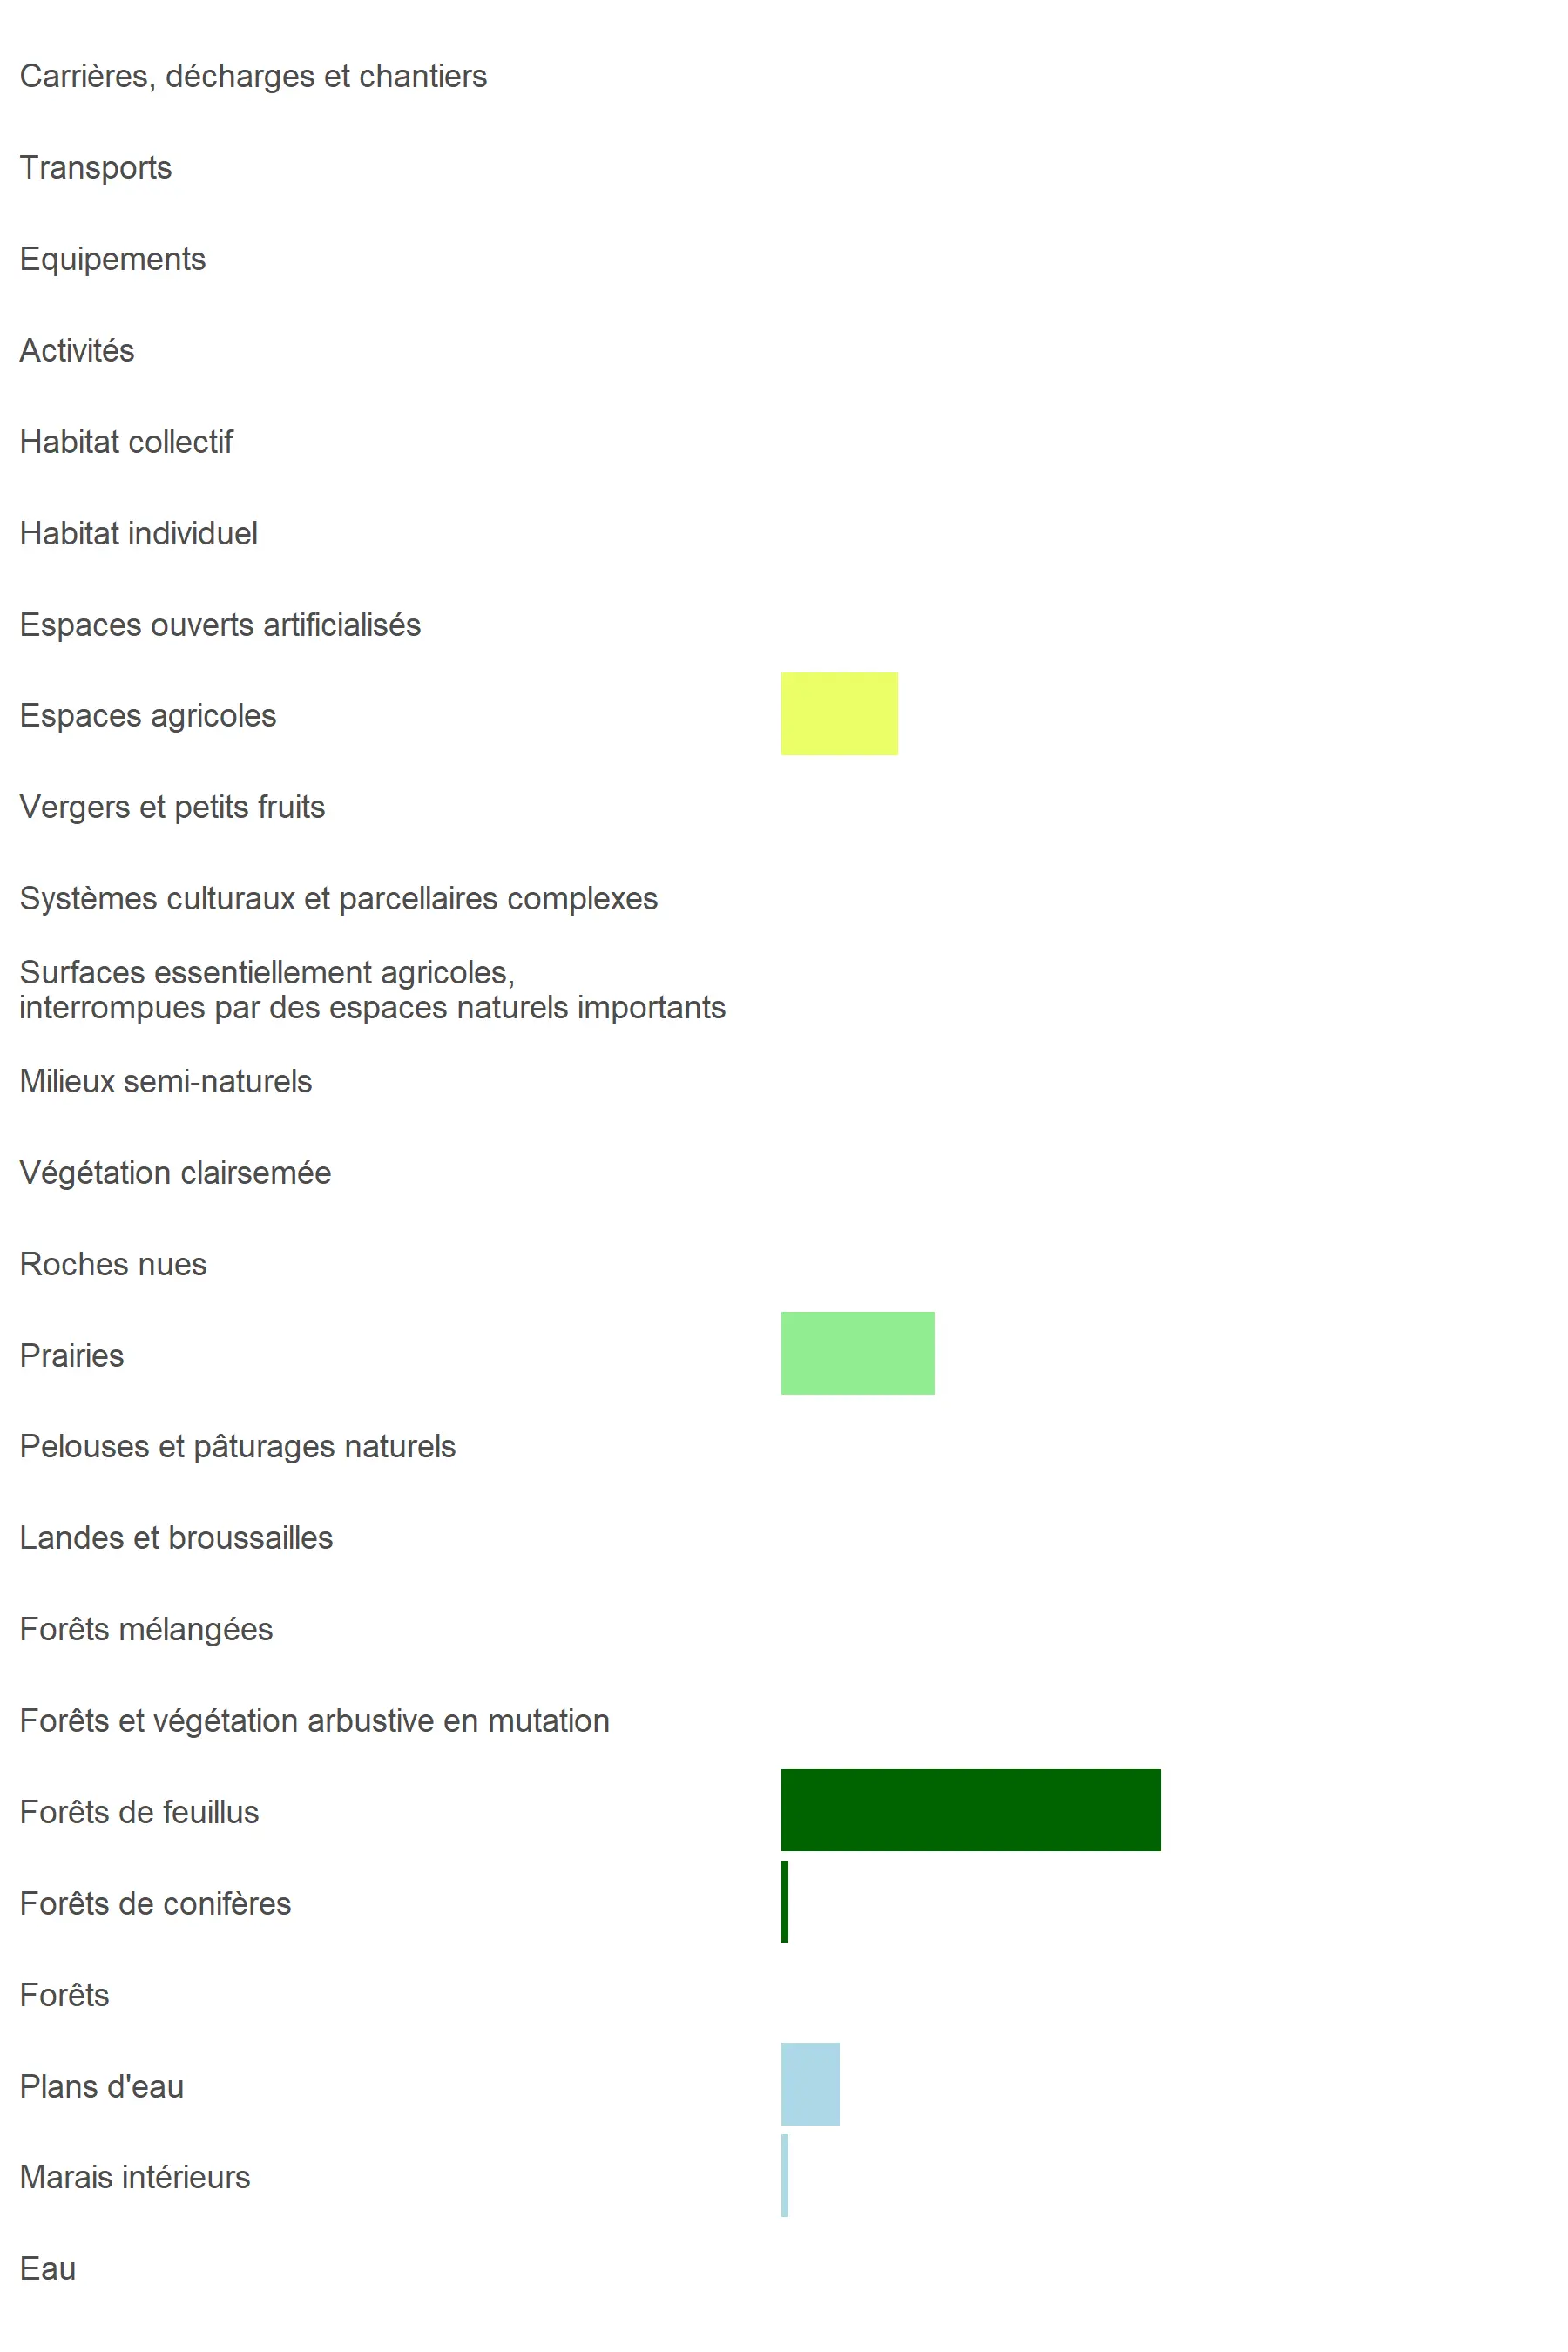 Carrières, décharges et chantiers
Transports
Equipements
Activités
Habitat collectif
Habitat individuel
Espaces ouverts artificialisés
Espaces agricoles
Vergers et petits fruits
Systèmes culturaux et parcellaires complexes
Surfaces essentiellement agricoles,
interrompues par des espaces naturels importants
Milieux semi-naturels
Végétation clairsemée
Roches nues
Prairies
Pelouses et pâturages naturels
Landes et broussailles
Forêts mélangées
Forêts et végétation arbustive en mutation
Forêts de feuillus
Forêts de conifères
Forêts
Plans d'eau
Marais intérieurs
Eau